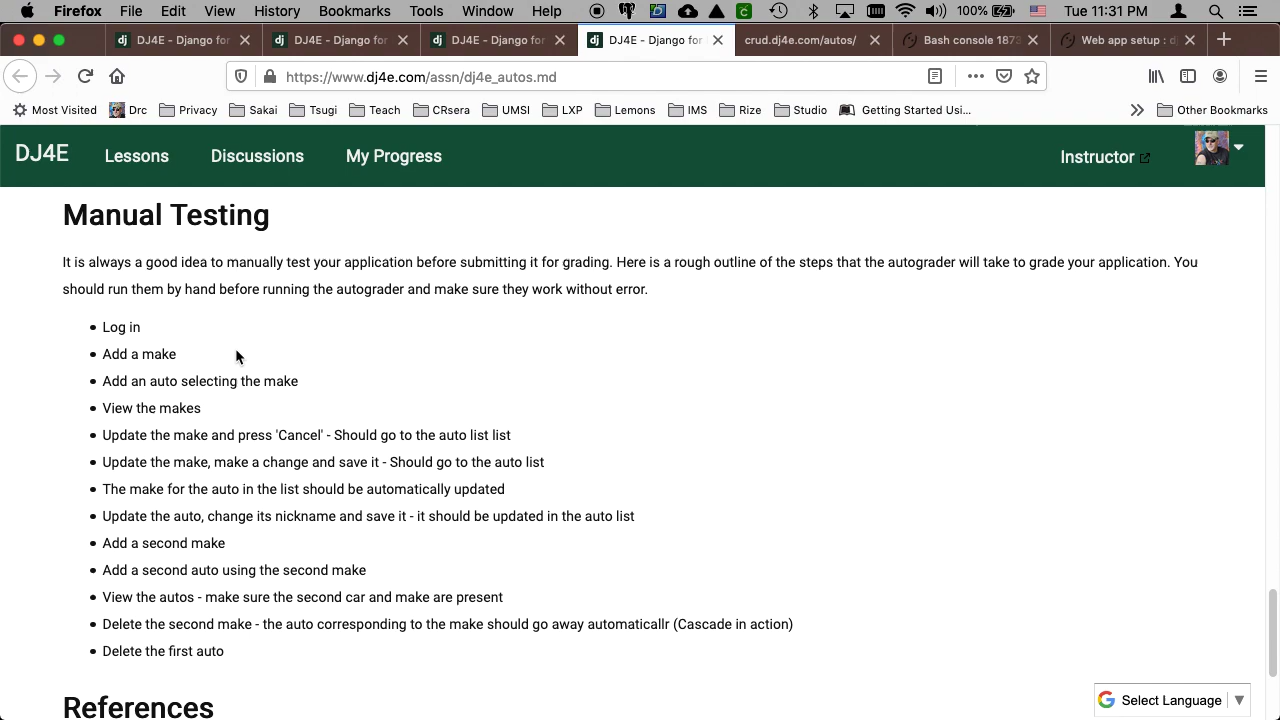 Firefox File Edit View History Bookmarks Tools Window Help 100% Tue 11:31 PM
DJ4E - Django for DJ4E - Django for DJ4E - Django for DJ4E - Django for crud.dj4e.com/autos/ Bash console 1873 Web app setup : d
https://www.dj4e.com/assn/dj4e_autos.md
Most Visited Drc Privacy Sakai Tsugi Teach CRsera UMSI LXP Lemons IMS Rize Studio Getting Started Usi... Other Bookmarks
DJ4E Lessons Discussions My Progress Instructor
Manual Testing
It is always a good idea to manually test your application before submitting it for grading. Here is a rough outline of the steps that the autograder will take to grade your application. You
should run them by hand before running the autograder and make sure they work without error.
Log in
Add a make
Add an auto selecting the make
View the makes
Update the make and press 'Cancel' - Should go to the auto list list
Update the make, make a change and save it - Should go to the auto list
The make for the auto in the list should be automatically updated
Update the auto, change its nickname and save it - it should be updated in the auto list
Add a second make
Add a second auto using the second make
View the autos - make sure the second car and make are present
Delete the second make - the auto corresponding to the make should go away automaticallr (Cascade in action)
Delete the first auto
References
Select Language